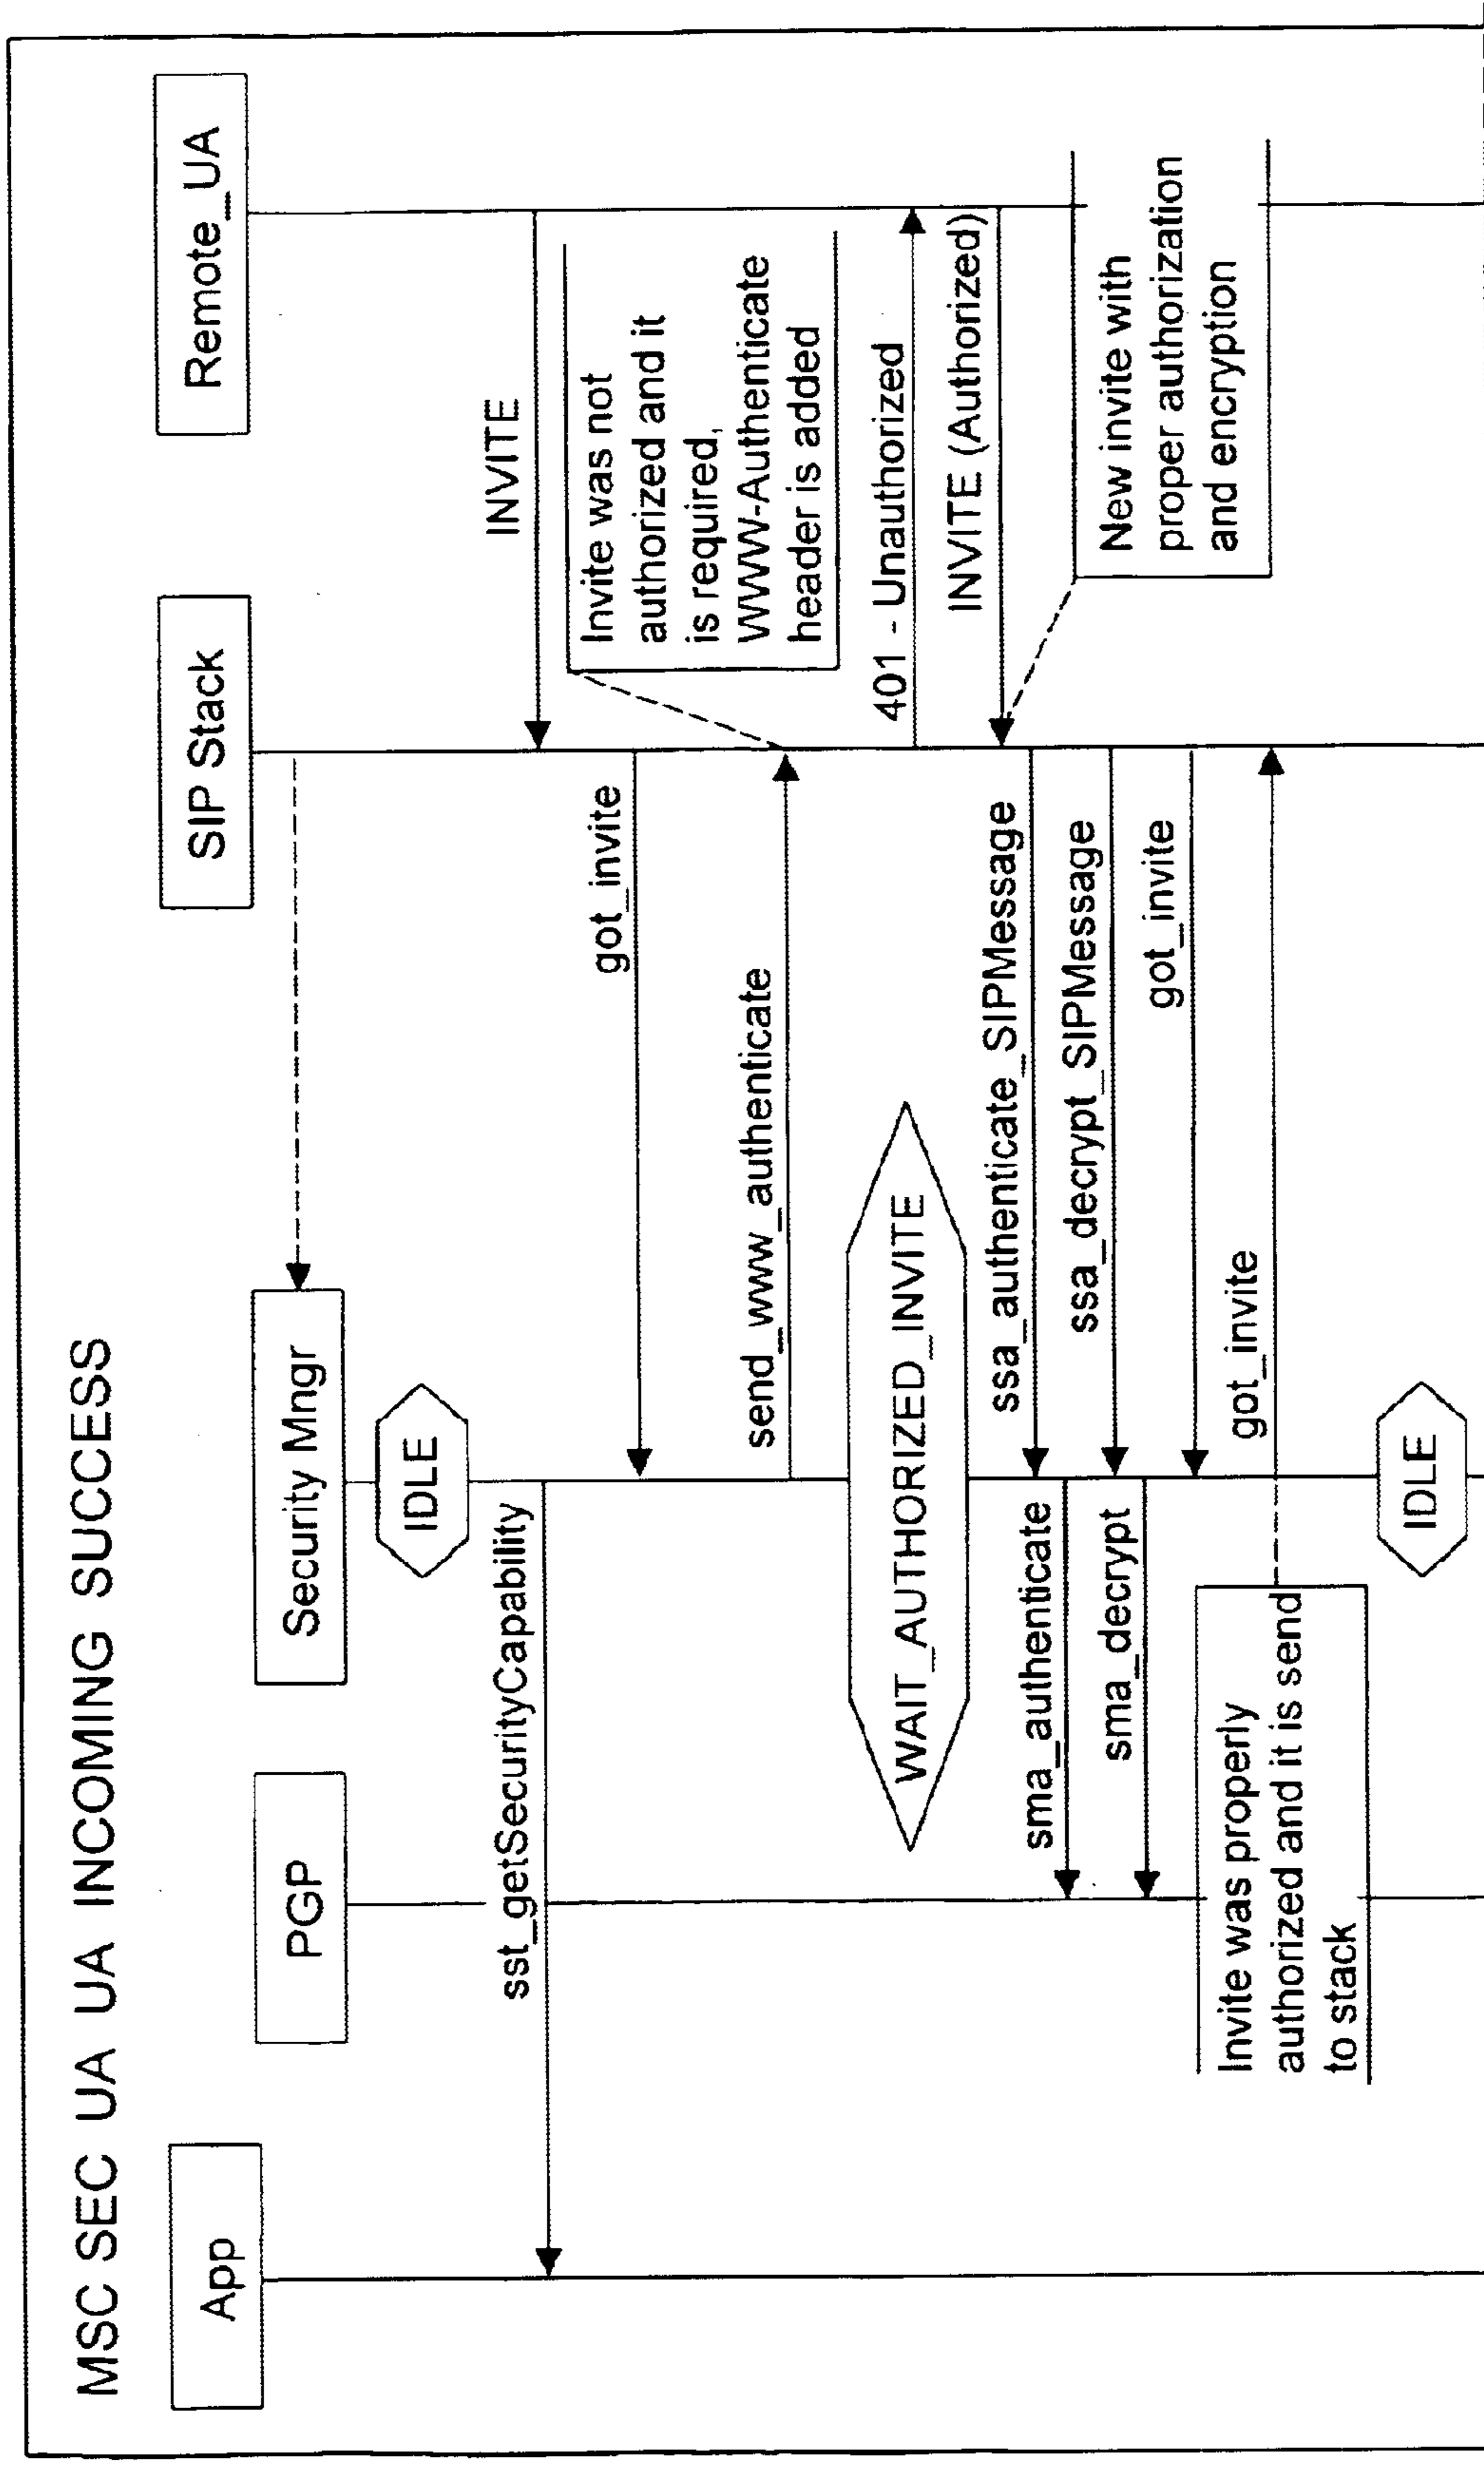 MSC SEC UA UA INCOMING SUCCESS
App
PGP
Security Mngr
SIP Stack
Remote_UA
IDLE
sst_getSecurityCapability
INVITE
got_invite
Invite was not
authorized and it
is required,
WWW-Authenticate
header is added
send_www_authenticate
WAIT_AUTHORIZED_INVITE
401 - Unauthorized
INVITE (Authorized)
ssa_authenticate_SIPMessage
sma_authenticate
ssa_decrypt_SIPMessage
sma_decrypt
New invite with
proper authorization
and encryption
got_invite
got_invite
Invite was properly
authorized and it is send
to stack
IDLE